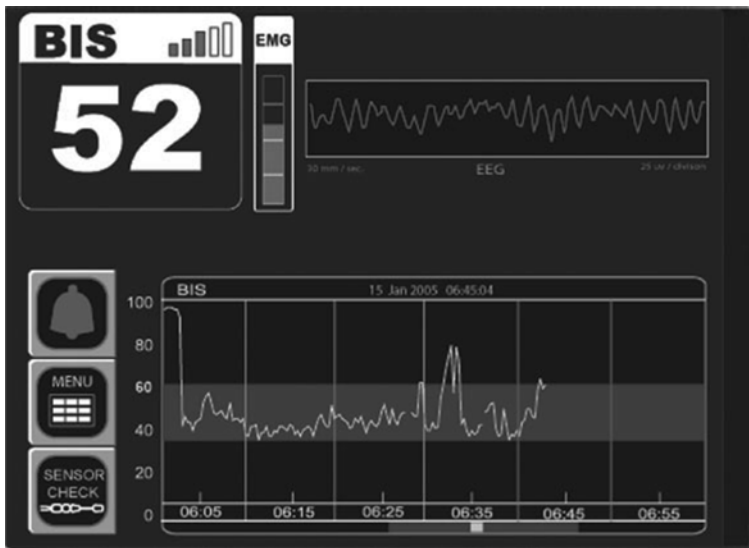 BIS
EMG
52
30 mm / sec.
EEG
25 uv / divison
BIS
15 Jan 2005 06:45:04
100
80
MENU
60
40
SENSOR
CHECK
20
0
06:05 06:15 06:25 06:35 06:45 06:55